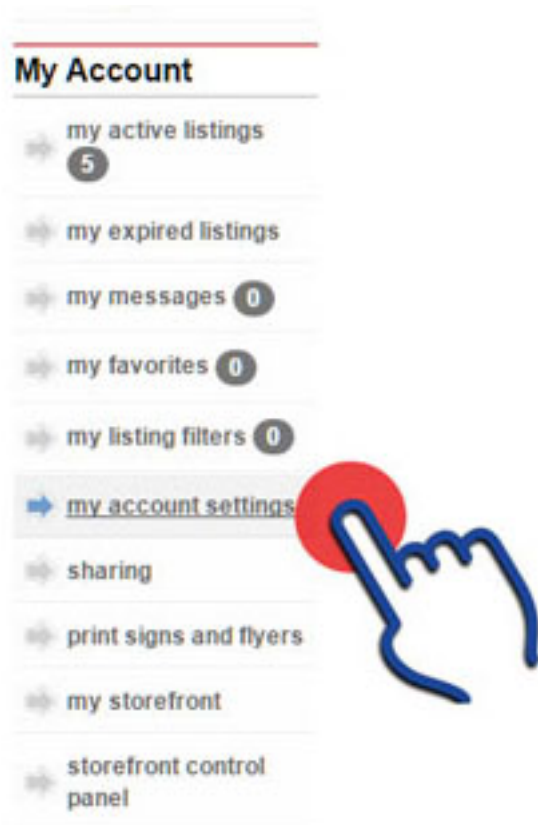 My Account
my active listings
5
my expired listings
my messages 0
my favorites 0
my listing filters 0
my account settings
sharing
print signs and flyers
my storefront
storefront control
panel